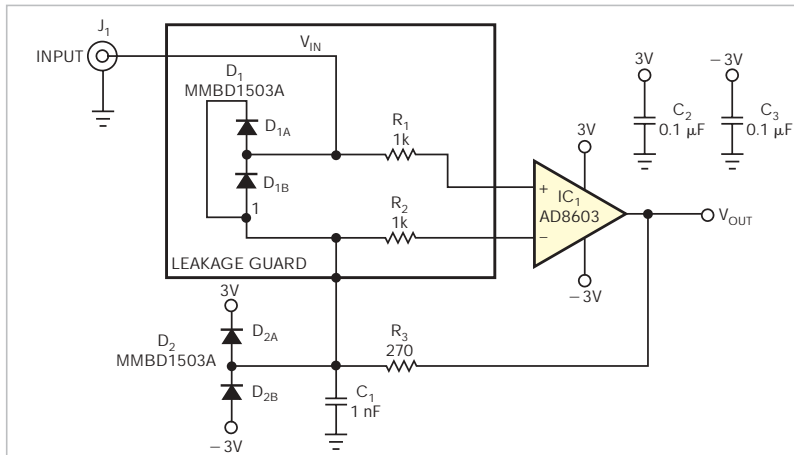 J1
INPUT
VIN
D1
MMBD1503A
D1A
D1B
1
R1
1k
R2
1k
LEAKAGE GUARD
3V
+
IC1
AD8603
−
−3V
VOUT
3V
C2
0.1 µF
−3V
C3
0.1 µF
3V
D2
MMBD1503A
D2A
D2B
−3V
R3
270
C1
1 nF